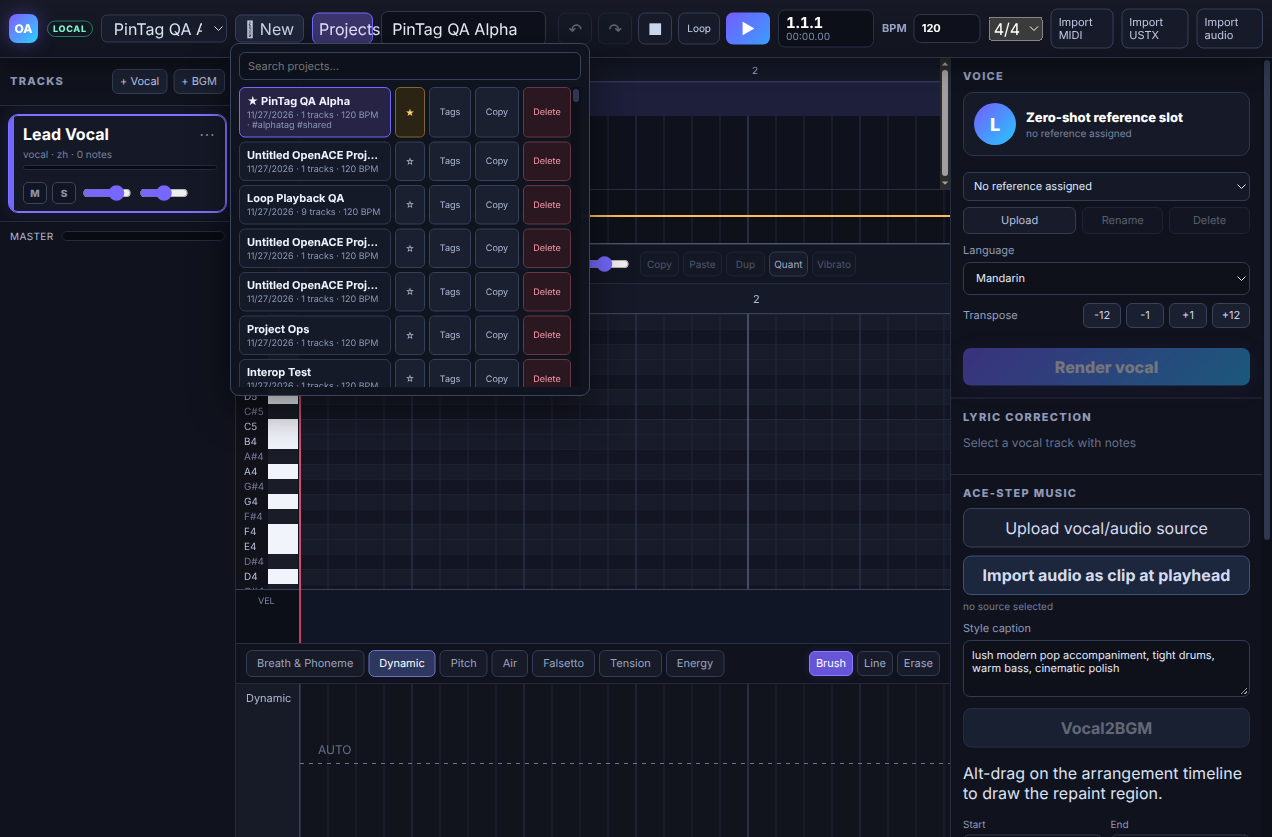 OA
LOCAL
PinTag QA A
New
Projects
PinTag QA Alpha
Loop
1.1.1
00:00.00
BPM
120
4/4
Import MIDI
Import USTX
Import audio
TRACKS
+ Vocal
+ BGM
Lead Vocal
...
vocal · zh · 0 notes
M
S
MASTER
Search projects...
★ PinTag QA Alpha
11/27/2026 · 1 tracks · 120 BPM
· #alphatag #shared
★
Tags
Copy
Delete
Untitled OpenACE Proj...
11/27/2026 · 1 tracks · 120 BPM
☆
Tags
Copy
Delete
Loop Playback QA
11/27/2026 · 9 tracks · 120 BPM
☆
Tags
Copy
Delete
Untitled OpenACE Proj...
11/27/2026 · 1 tracks · 120 BPM
☆
Tags
Copy
Delete
Untitled OpenACE Proj...
11/27/2026 · 1 tracks · 120 BPM
☆
Tags
Copy
Delete
Project Ops
11/27/2026 · 1 tracks · 120 BPM
☆
Tags
Copy
Delete
Interop Test
11/27/2026 · 1 tracks · 120 BPM
☆
Tags
Copy
Delete
2
Copy
Paste
Dup
Quant
Vibrato
2
D5
C#5
C5
B4
A#4
A4
G#4
G4
F#4
F4
E4
D#4
D4
VEL
Breath & Phoneme
Dynamic
Pitch
Air
Falsetto
Tension
Energy
Brush
Line
Erase
Dynamic
AUTO
VOICE
L
Zero-shot reference slot
no reference assigned
No reference assigned
Upload
Rename
Delete
Language
Mandarin
Transpose
-12
-1
+1
+12
Render vocal
LYRIC CORRECTION
Select a vocal track with notes
ACE-STEP MUSIC
Upload vocal/audio source
Import audio as clip at playhead
no source selected
Style caption
lush modern pop accompaniment, tight drums,
warm bass, cinematic polish
Vocal2BGM
Alt-drag on the arrangement timeline
to draw the repaint region.
Start
End